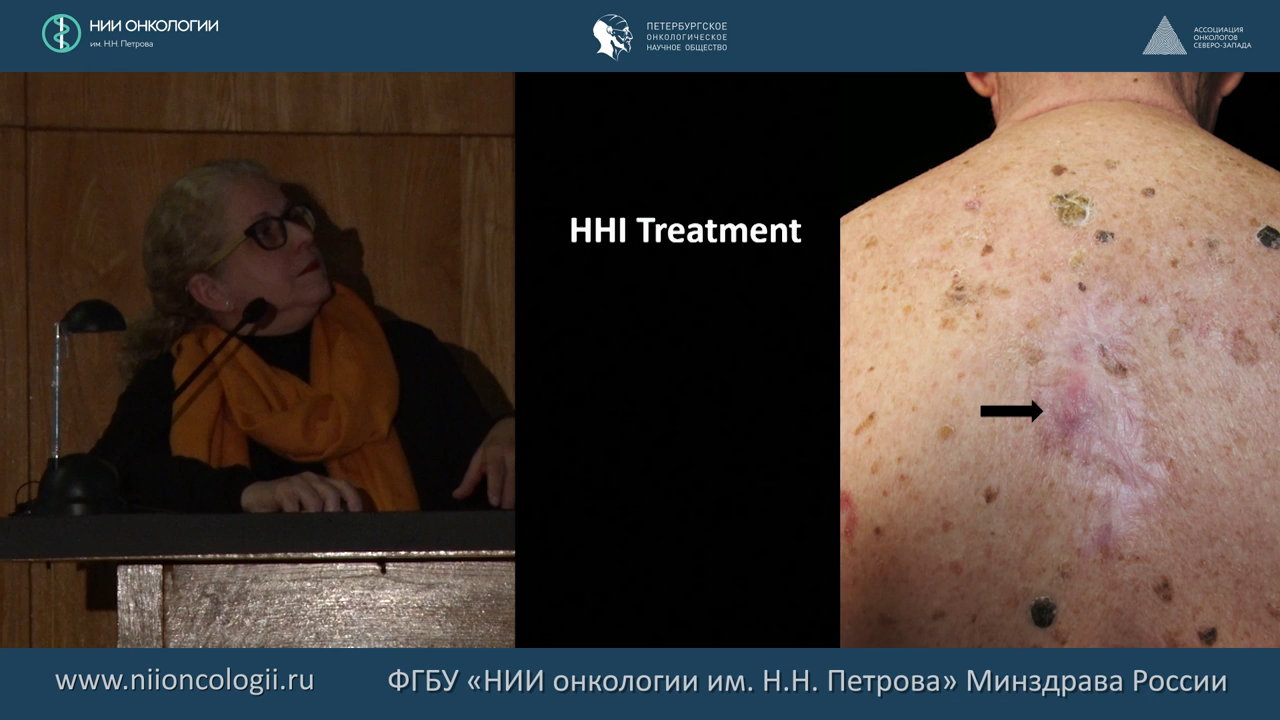 НИИ ОНКОЛОГИИ
им. Н.Н. Петрова
ПЕТЕРБУРГСКОЕ
ОНКОЛОГИЧЕСКОЕ
НАУЧНОЕ ОБЩЕСТВО
АССОЦИАЦИЯ
ОНКОЛОГОВ
СЕВЕРО-ЗАПАДА
HHI Treatment
www.niioncologii.ru
ФГБУ «НИИ онкологии им. Н.Н. Петрова» Минздрава России